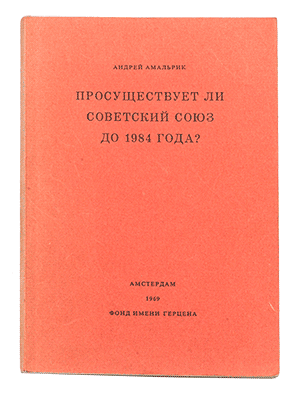 АНДРЕЙ АМАЛЬРИК
ПРОСУЩЕСТВУЕТ ЛИ
СОВЕТСКИЙ СОЮЗ
ДО 1984 ГОДА?
АМСТЕРДАМ
1969
ФОНД ИМЕНИ ГЕРЦЕНА